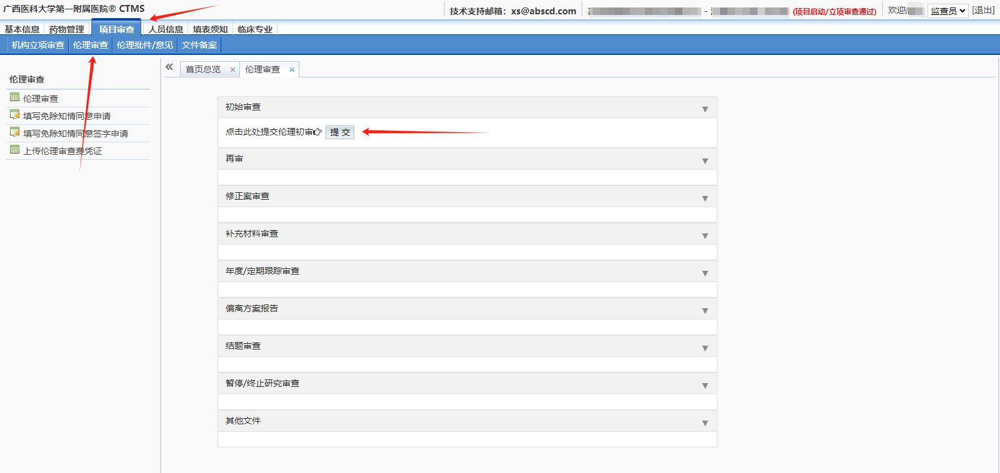 广西医科大学第一附属医院® CTMS
技术支持邮箱：xs@abscd.com
-
(项目启动/立项审查通过)
欢迎
监查员
[退出]
基本信息 药物管理 项目审查 人员信息 填表须知 临床专业
机构立项审查 伦理审查 伦理批件/意见 文件备案
首页总览 × 伦理审查 ×
伦理审查
伦理审查
填写免除知情同意申请
填写免除知情同意签字申请
上传伦理审查费凭证
初始审查
点击此处提交伦理初审 提 交
再审
修正案审查
补充材料审查
年度/定期跟踪审查
偏离方案报告
结题审查
暂停/终止研究审查
其他文件